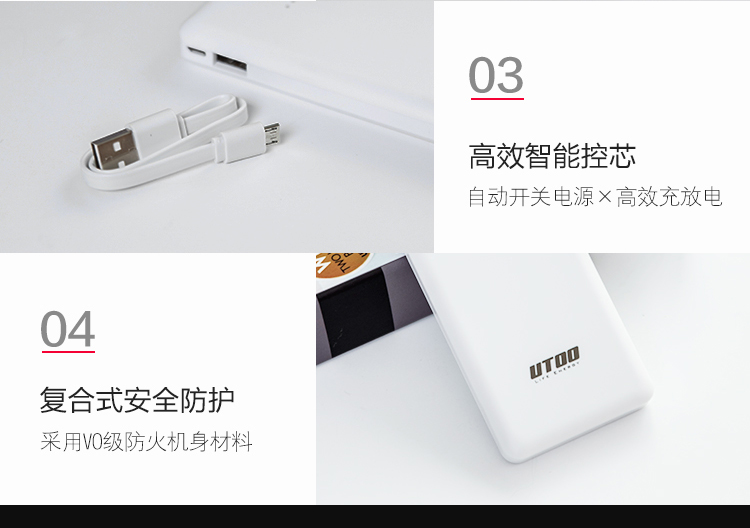 03
高效智能控芯
自动开关电源×高效充放电
TWO
04
复合式安全防护
采用V0级防火机身材料
UTOO
LIFE ENERGY